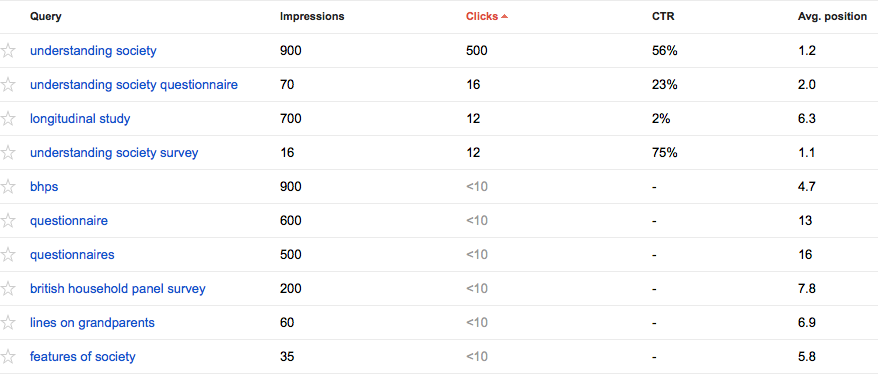 Query Impressions Clicks CTR Avg. position
understanding society 900 500 56% 1.2
understanding society questionnaire 70 16 23% 2.0
longitudinal study 700 12 2% 6.3
understanding society survey 16 12 75% 1.1
bhps 900 <10 - 4.7
questionnaire 600 <10 - 13
questionnaires 500 <10 - 16
british household panel survey 200 <10 - 7.8
lines on grandparents 60 <10 - 6.9
features of society 35 <10 - 5.8